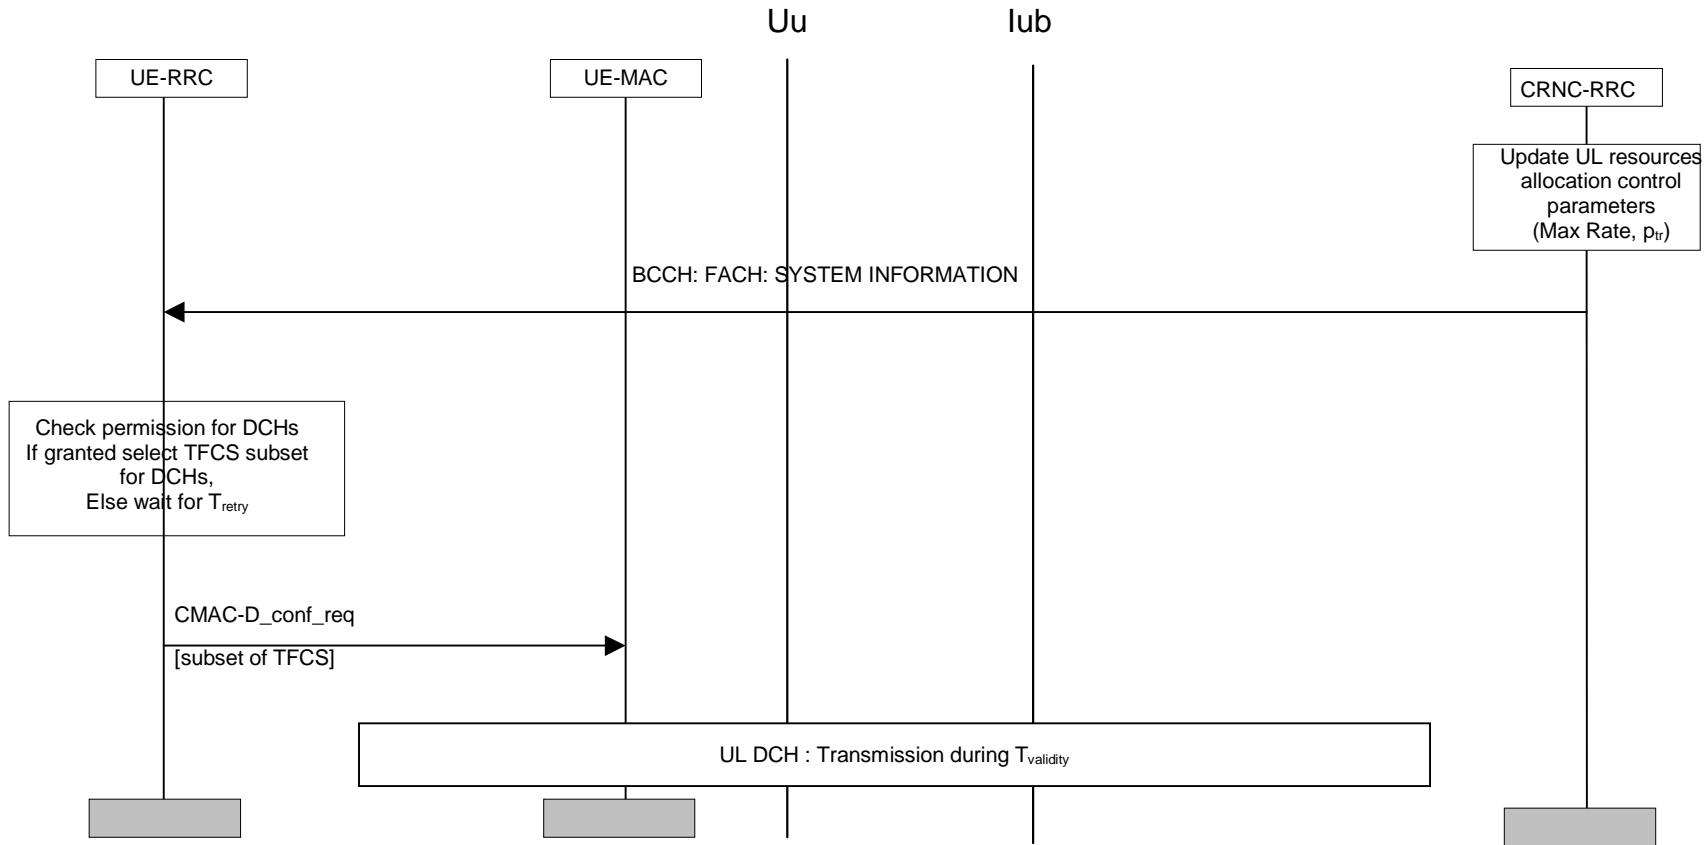 Uu
Iub
UE-RRC
UE-MAC
CRNC-RRC
Update UL resources
allocation control
parameters
(Max Rate, ptr)
BCCH: FACH: SYSTEM INFORMATION
Check permission for DCHs
If granted select TFCS subset
for DCHs,
Else wait for Tretry
CMAC-D_conf_req
[subset of TFCS]
UL DCH : Transmission during Tvalidity